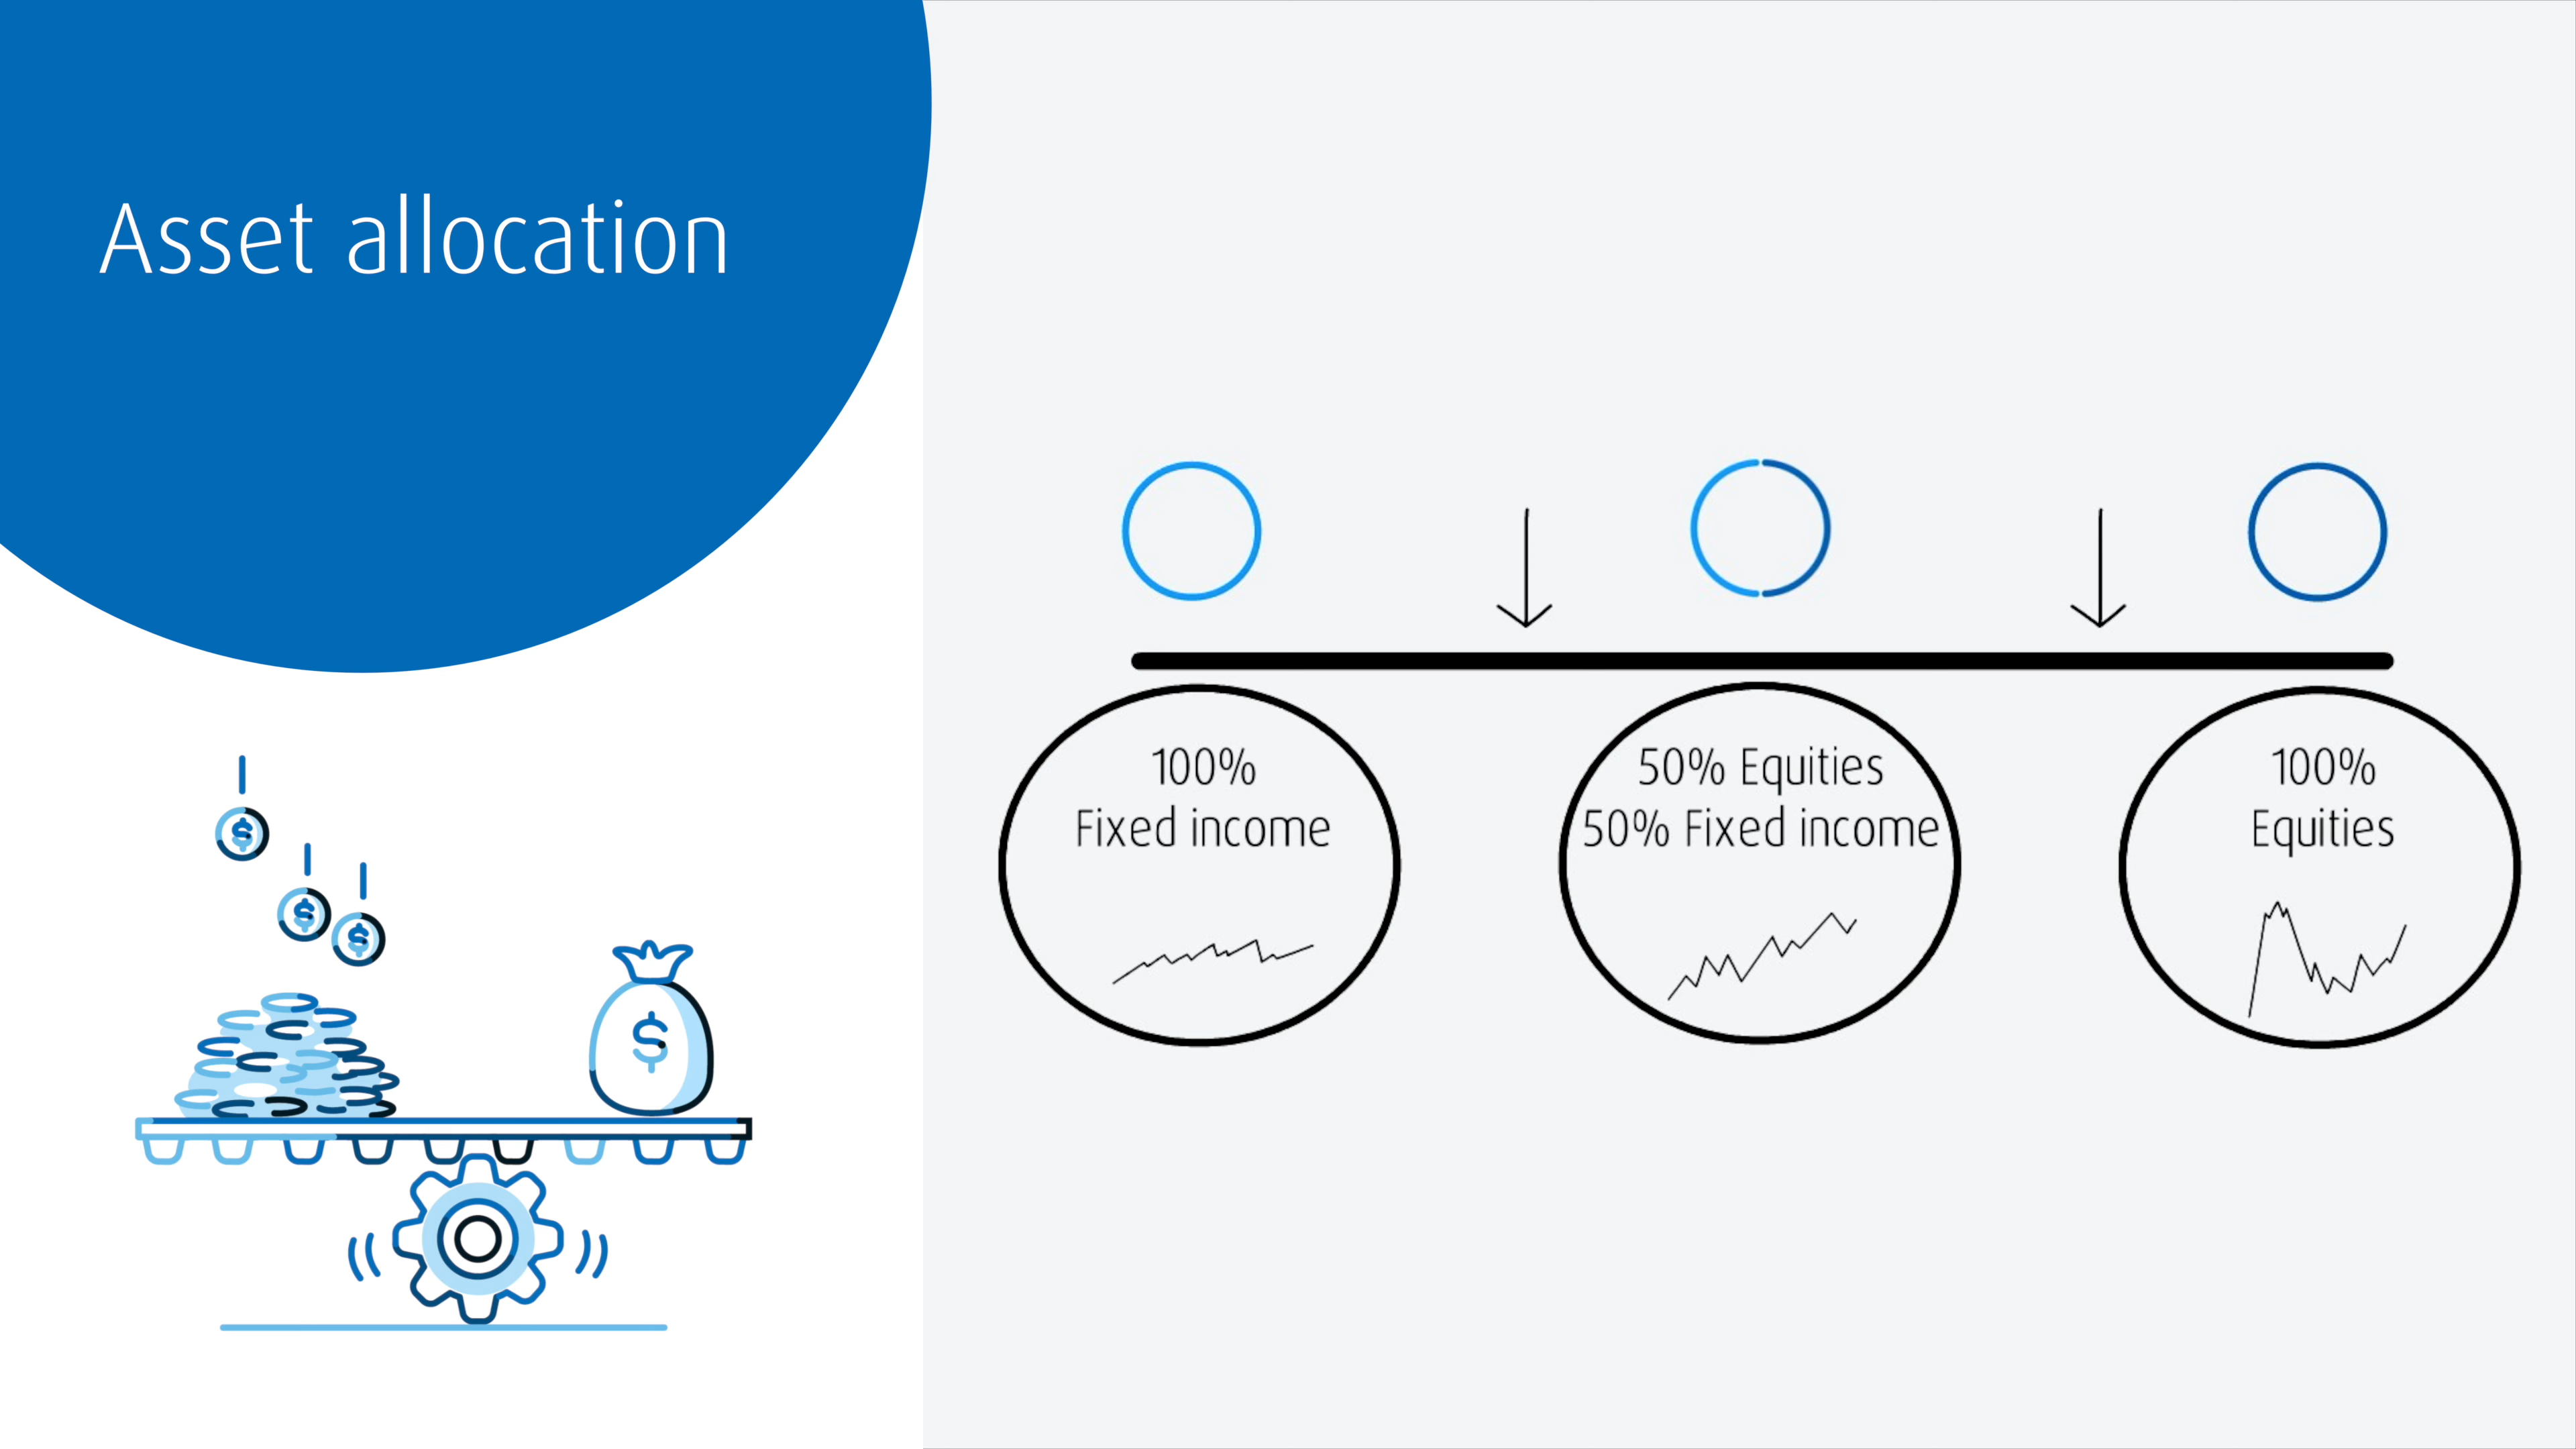 Asset allocation
100%
Fixed income
50% Equities
50% Fixed income
100%
Equities
$
$
$
$